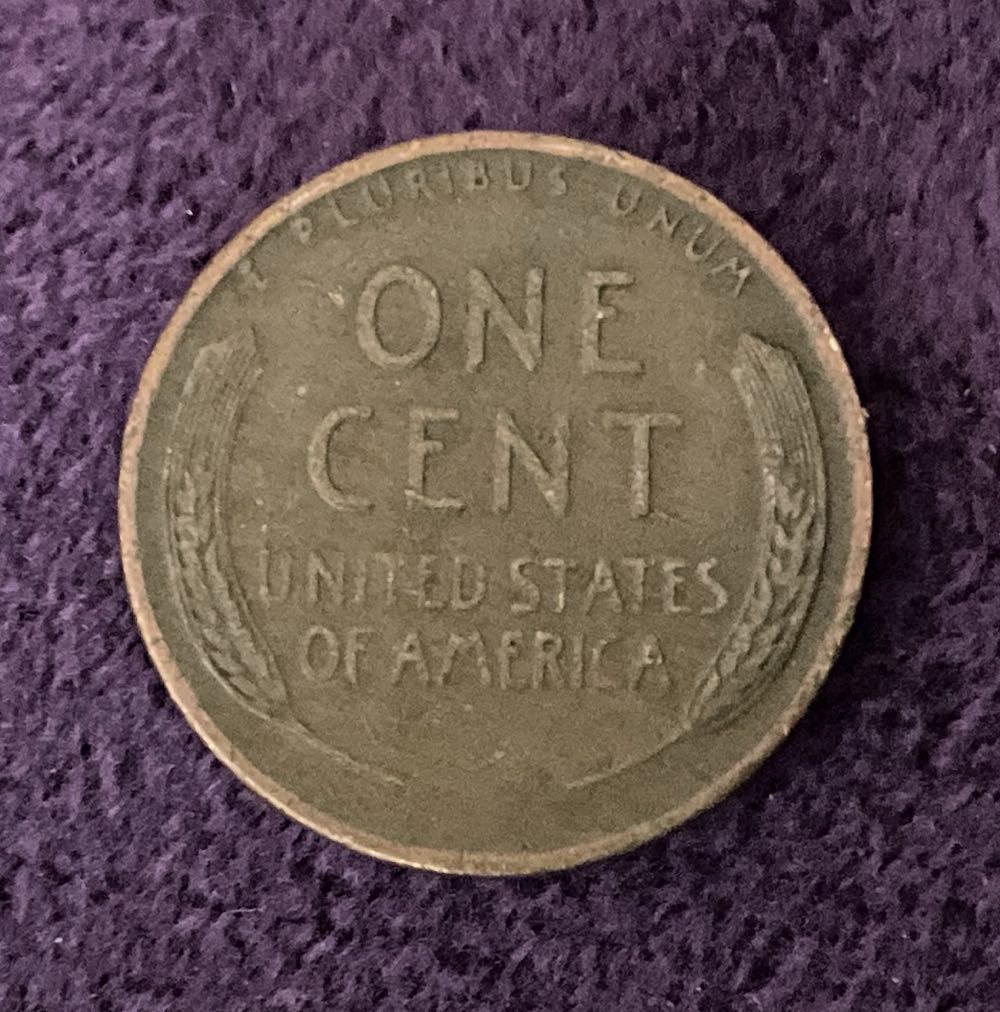 E PLURIBUS UNUM
ONE
CENT
UNITED STATES
OF AMERICA